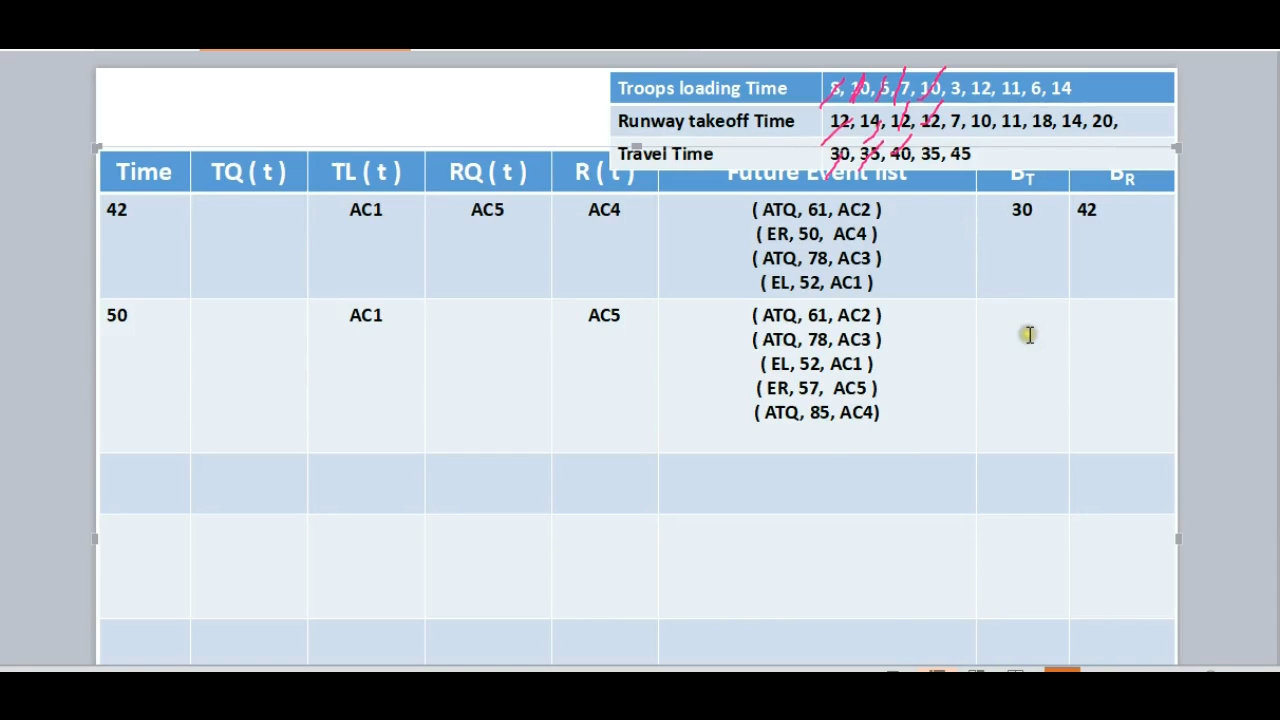 Troops loading Time 8, 10, 5, 7, 10, 3, 12, 11, 6, 14
Runway takeoff Time 12, 14, 12, 12, 7, 10, 11, 18, 14, 20,
Travel Time 30, 35, 40, 35, 45
Time TQ ( t ) TL ( t ) RQ ( t ) R ( t ) Future Event list BT BR
42 AC1 AC5 AC4 ( ATQ, 61, AC2 ) 30 42
( ER, 50, AC4 )
( ATQ, 78, AC3 )
( EL, 52, AC1 )
50 AC1 AC5 ( ATQ, 61, AC2 )
( ATQ, 78, AC3 )
( EL, 52, AC1 )
( ER, 57, AC5 )
( ATQ, 85, AC4)